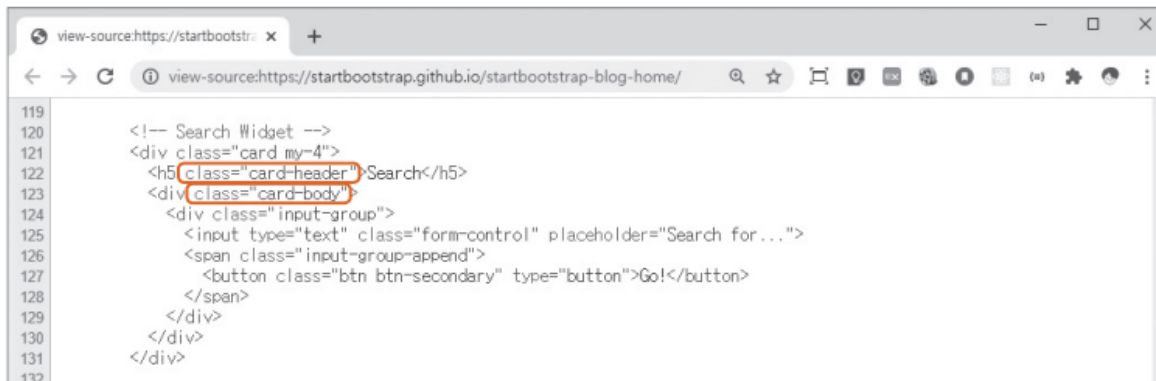 view-source:https://startbootstra
view-source:https://startbootstrap.github.io/startbootstrap-blog-home/
119
120 <!-- Search Widget -->
121 <div class="card my-4">
122 <h5 class="card-header">Search</h5>
123 <div class="card-body">
124 <div class="input-group">
125 <input type="text" class="form-control" placeholder="Search for...">
126 <span class="input-group-append">
127 <button class="btn btn-secondary" type="button">Go!</button>
128 </span>
129 </div>
130 </div>
131 </div>
132